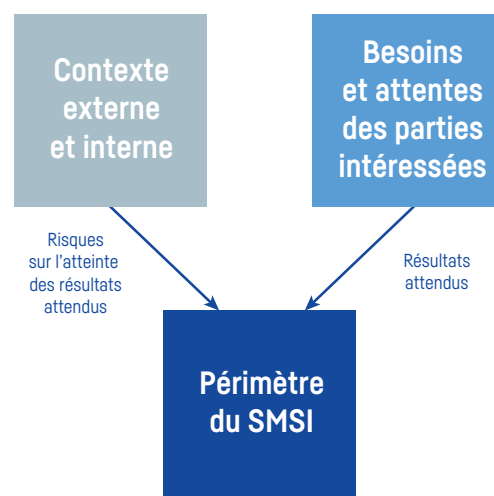 Contexte
externe
et interne
Besoins
et attentes
des parties
intéressées
Risques
sur l'atteinte
des résultats
attendus
Résultats
attendus
Périmètre
du SMSI